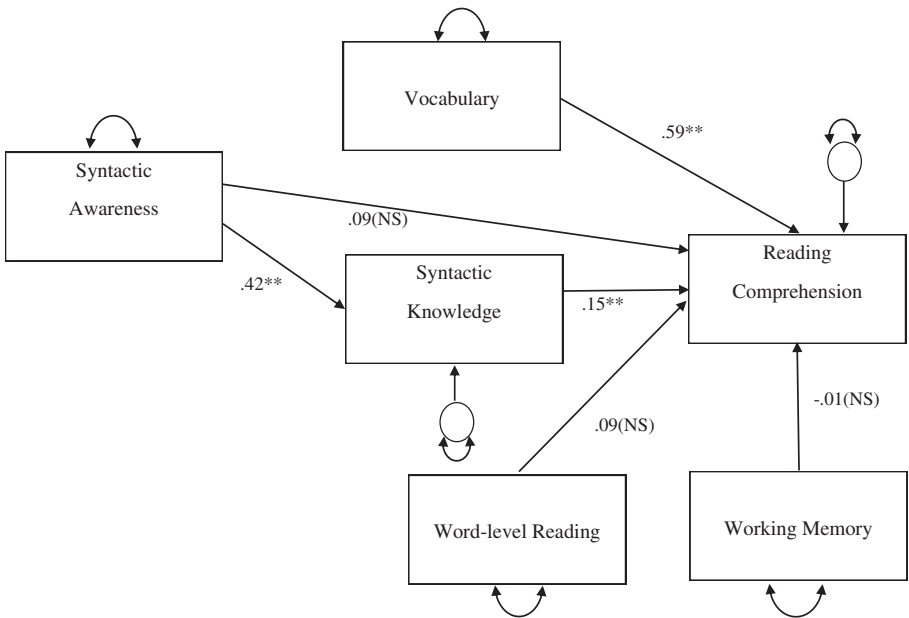 Vocabulary
.59**
Syntactic
Awareness
.09(NS)
.42**
Syntactic
Knowledge
.15**
Reading
Comprehension
.09(NS)
-.01(NS)
Word-level Reading
Working Memory